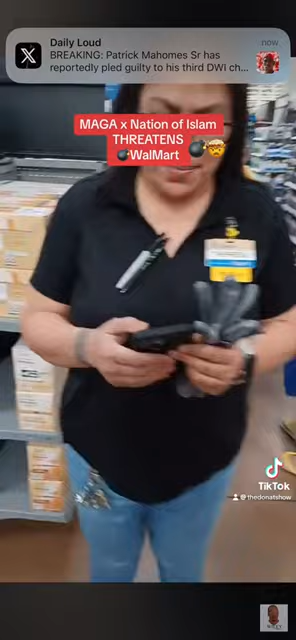 Daily Loud
now
BREAKING: Patrick Mahomes Sr has
reportedly pled guilty to his third DWI ch...
MAGA x Nation of Islam
THREATENS
WalMart
TikTok
@thedonatshow